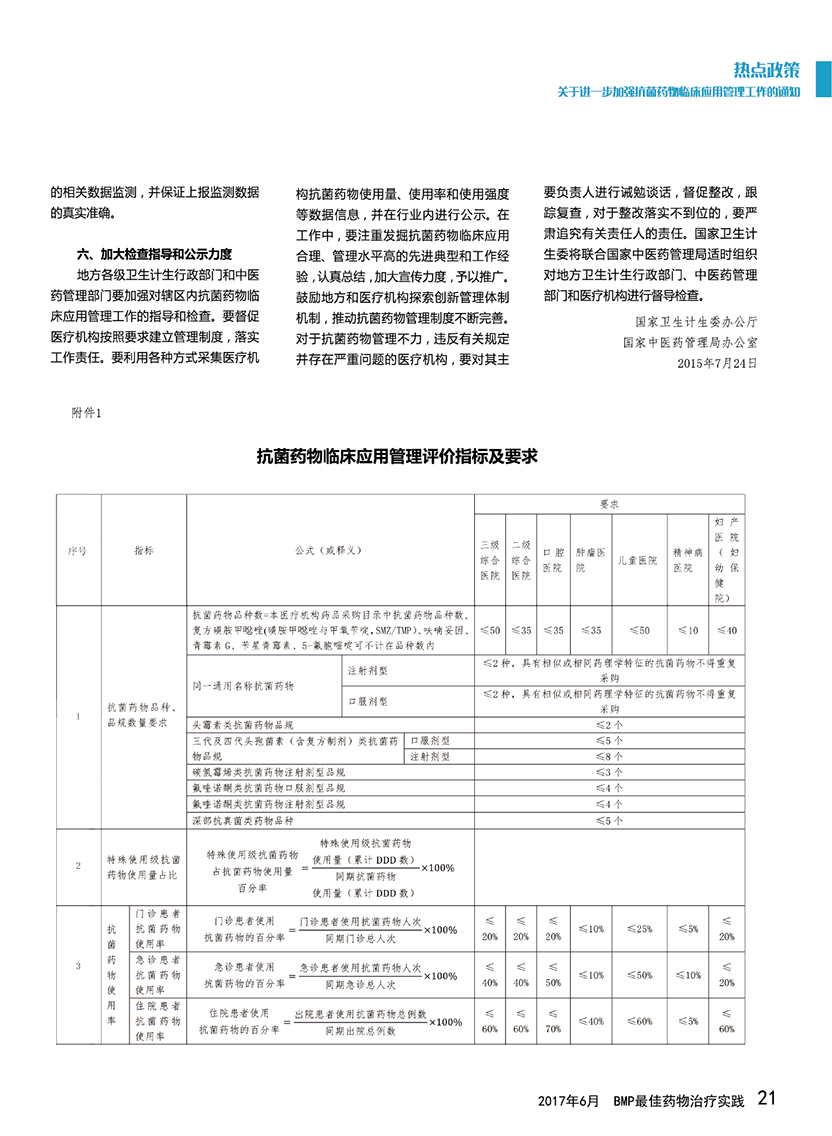 热点政策
关于进一步加强抗菌药物临床应用管理工作的通知
的相关数据监测，并保证上报监测数据
的真实准确。
六、加大检查指导和公示力度
地方各级卫生计生行政部门和中医
药管理部门要加强对辖区内抗菌药物临
床应用管理工作的指导和检查。要督促
医疗机构按照要求建立管理制度，落实
工作责任。要利用各种方式采集医疗机
构抗菌药物使用量、使用率和使用强度
等数据信息，并在行业内进行公示。在
工作中，要注重发掘抗菌药物临床应用
合理、管理水平高的先进典型和工作经
验，认真总结，加大宣传力度，予以推广。
鼓励地方和医疗机构探索创新管理体制
机制，推动抗菌药物管理制度不断完善。
对于抗菌药物管理不力，违反有关规定
并存在严重问题的医疗机构，要对其主
要负责人进行诫勉谈话，督促整改，跟
踪复查，对于整改落实不到位的，要严
肃追究有关责任人的责任。国家卫生计
生委将联合国家中医药管理局适时组织
对地方卫生计生行政部门、中医药管理
部门和医疗机构进行督导检查。
国家卫生计生委办公厅
国家中医药管理局办公室
2015年7月24日
附件1
抗菌药物临床应用管理评价指标及要求
序号 指标 公式（或释义） 要求
三级综合医院 二级综合医院 口腔医院 肿瘤医院 儿童医院 精神病医院 妇产医院（妇幼保健院）
1 抗菌药物品种、品规数量要求
抗菌药物品种数=本医疗机构药品采购目录中抗菌药物品种数，
复方磺胺甲噁唑(磺胺甲噁唑与甲氧苄啶，SMZ/TMP)、呋喃妥因、 ≤50 ≤35 ≤35 ≤35 ≤50 ≤10 ≤40
青霉素 G、苄星青霉素、5-氟胞嘧啶可不计在品种数内
同一通用名称抗菌药物
注射剂型 ≤2 种，具有相似或相同药理学特征的抗菌药物不得重复
采购
口服剂型 ≤2 种，具有相似或相同药理学特征的抗菌药物不得重复
采购
头霉素类抗菌药物品规 ≤2 个
三代及四代头孢菌素（含复方制剂）类抗菌药 口服剂型 ≤5 个
物品规 注射剂型 ≤8 个
碳氢霉烯类抗菌药物注射剂型品规 ≤3 个
氟喹诺酮类抗菌药物口服剂型品规 ≤4 个
氟喹诺酮类抗菌药物注射剂型品规 ≤4 个
深部抗真菌类药物品种 ≤5 个
2 特殊使用级抗菌
药物使用量占比
特殊使用级抗菌药物
占抗菌药物使用量
百分率
=
特殊使用级抗菌药物
使用量（累计 DDD 数）
同期抗菌药物
使用量（累计 DDD 数）
×100%
3 抗菌药物使用率
门诊患者
抗菌药物
使用率
门诊患者使用
抗菌药物的百分率
=
门诊患者使用抗菌药物人次
同期门诊总人次
×100%
≤20% ≤20% ≤20% ≤10% ≤25% ≤5% ≤20%
急诊患者
抗菌药物
使用率
急诊患者使用
抗菌药物的百分率
=
急诊患者使用抗菌药物人次
同期急诊总人次
×100%
≤40% ≤40% ≤50% ≤10% ≤50% ≤10% ≤20%
住院患者
抗菌药物
使用率
住院患者使用
抗菌药物的百分率
=
出院患者使用抗菌药物总例数
同期出院总例数
×100%
≤60% ≤60% ≤70% ≤40% ≤60% ≤5% ≤60%
2017年6月 BMP最佳药物治疗实践 21